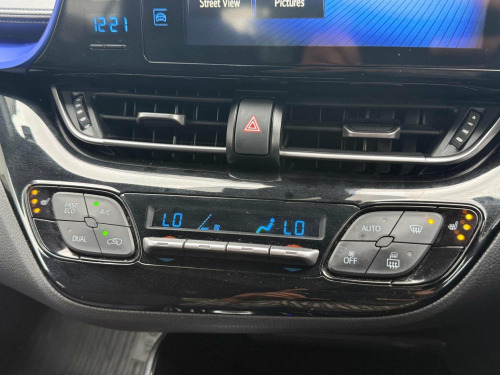 Street View
Pictures
12:21
FAST
ECO
A/C
DUAL
LO
LO
AUTO
OFF